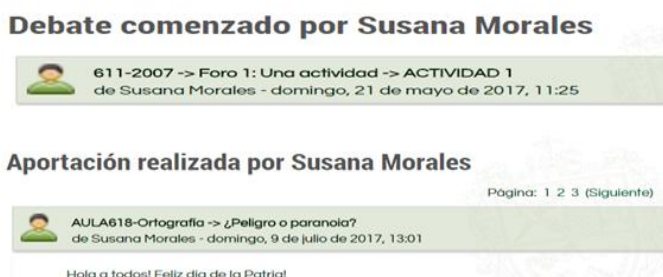 Debate comenzado por Susana Morales
611-2007 -> Foro 1: Una actividad -> ACTIVIDAD 1
de Susana Morales - domingo, 21 de mayo de 2017, 11:25
Aportación realizada por Susana Morales
Página: 1 2 3 (Siguiente)
AULA618-Ortografía -> ¿Peligro o paranoia?
de Susana Morales - domingo, 9 de julio de 2017, 13:01
Hola a todos! Feliz día de la Patria!